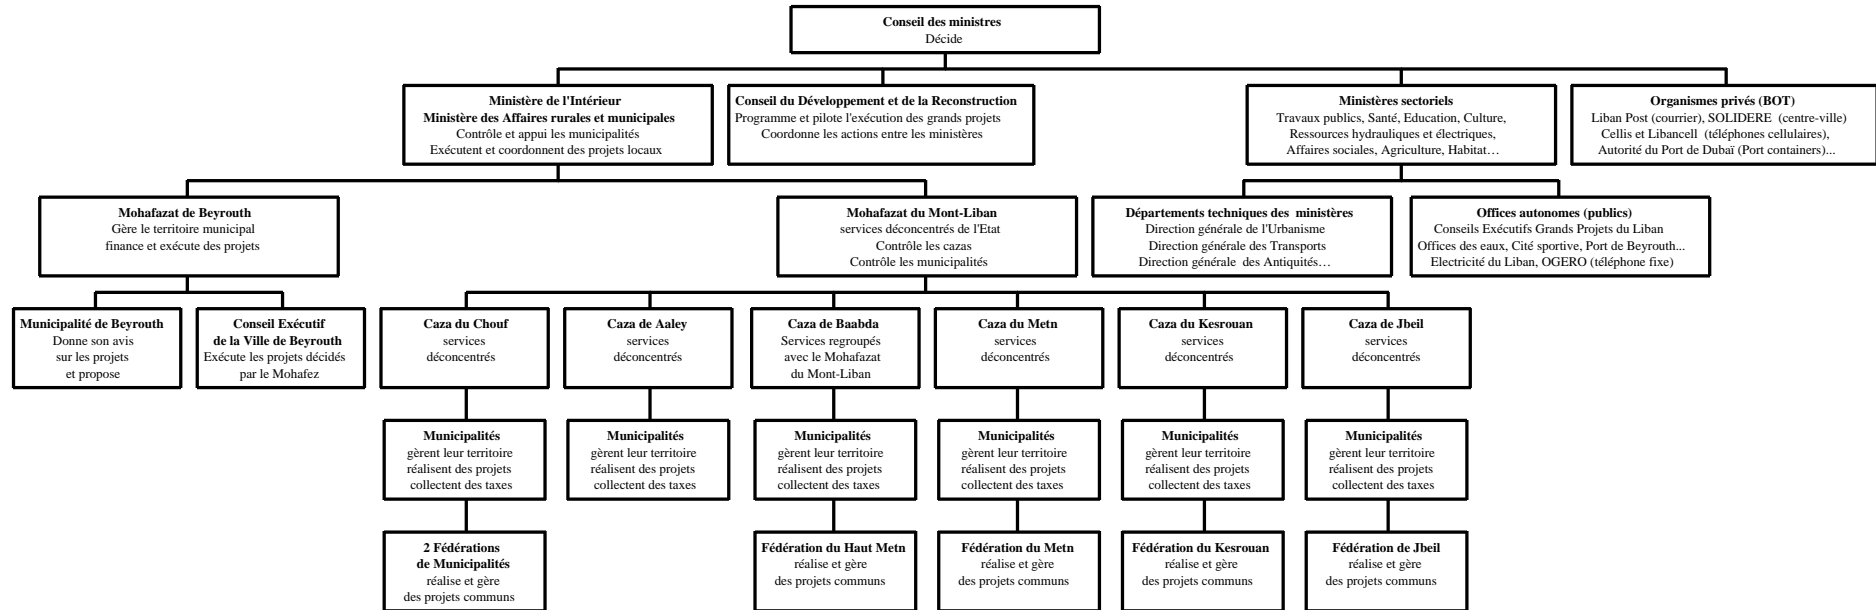 Conseil des ministres
Décide
Ministère de l'Intérieur
Ministère des Affaires rurales et municipales
Contrôle et appui les municipalités
Exécutent et coordonnent des projets locaux
Conseil du Développement et de la Reconstruction
Programme et pilote l'exécution des grands projets
Coordonne les actions entre les ministères
Ministères sectoriels
Travaux publics, Santé, Education, Culture,
Ressources hydrauliques et électriques,
Affaires sociales, Agriculture, Habitat…
Organismes privés (BOT)
Liban Post (courrier), SOLIDERE (centre-ville)
Cellis et Libancell (téléphones cellulaires),
Autorité du Port de Dubaï (Port containers)...
Mohafazat de Beyrouth
Gère le territoire municipal
finance et exécute des projets
Mohafazat du Mont-Liban
services déconcentrés de l'Etat
Contrôle les cazas
Contrôle les municipalités
Départements techniques des ministères
Direction générale de l'Urbanisme
Direction générale des Transports
Direction générale des Antiquités…
Offices autonomes (publics)
Conseils Exécutifs Grands Projets du Liban
Offices des eaux, Cité sportive, Port de Beyrouth...
Electricité du Liban, OGERO (téléphone fixe)
Municipalité de Beyrouth
Donne son avis
sur les projets
et propose
Conseil Exécutif
de la Ville de Beyrouth
Exécute les projets décidés
par le Mohafez
Caza du Chouf
services
déconcentrés
Caza de Aaley
services
déconcentrés
Caza de Baabda
Services regroupés
avec le Mohafazat
du Mont-Liban
Caza du Metn
services
déconcentrés
Caza du Kesrouan
services
déconcentrés
Caza de Jbeil
services
déconcentrés
Municipalités
gèrent leur territoire
réalisent des projets
collectent des taxes
Municipalités
gèrent leur territoire
réalisent des projets
collectent des taxes
Municipalités
gèrent leur territoire
réalisent des projets
collectent des taxes
Municipalités
gèrent leur territoire
réalisent des projets
collectent des taxes
Municipalités
gèrent leur territoire
réalisent des projets
collectent des taxes
Municipalités
gèrent leur territoire
réalisent des projets
collectent des taxes
2 Fédérations
de Municipalités
réalise et gère
des projets communs
Fédération du Haut Metn
réalise et gère
des projets communs
Fédération du Metn
réalise et gère
des projets communs
Fédération du Kesrouan
réalise et gère
des projets communs
Fédération de Jbeil
réalise et gère
des projets communs